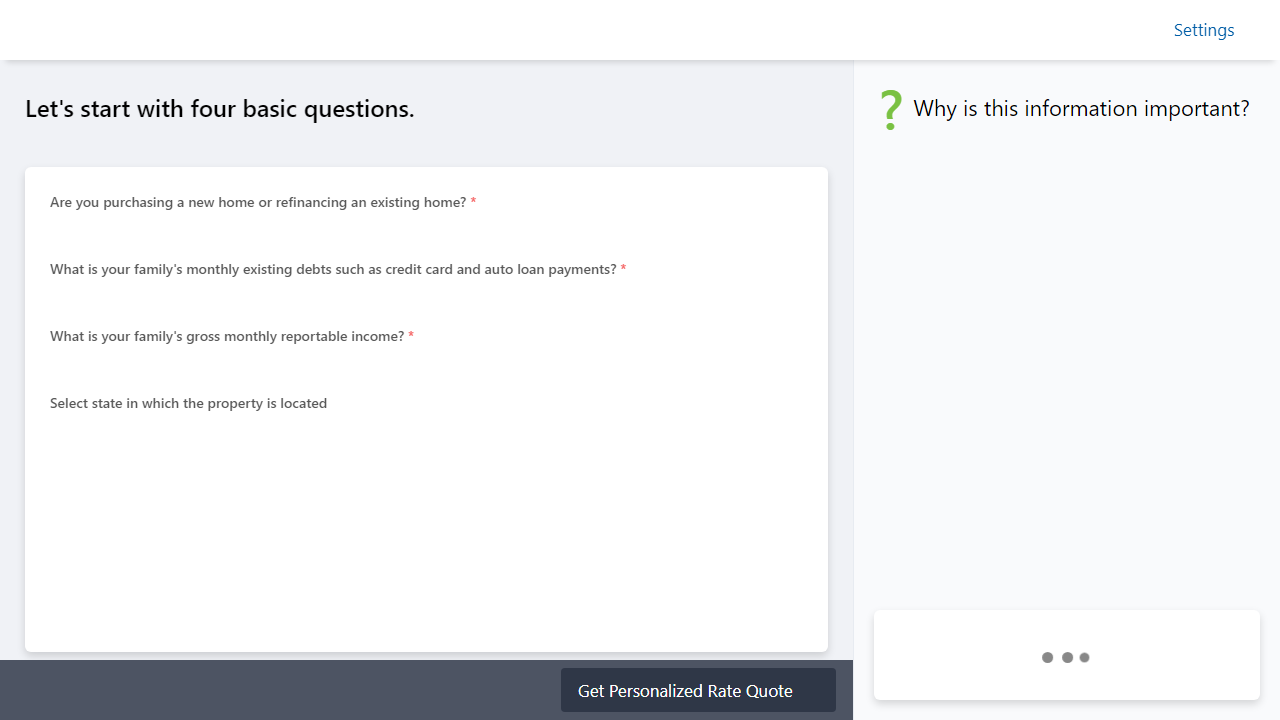 Settings
Let's start with four basic questions.
Are you purchasing a new home or refinancing an existing home? *
What is your family's monthly existing debts such as credit card and auto loan payments? *
What is your family's gross monthly reportable income? *
Select state in which the property is located
Get Personalized Rate Quote
? Why is this information important?